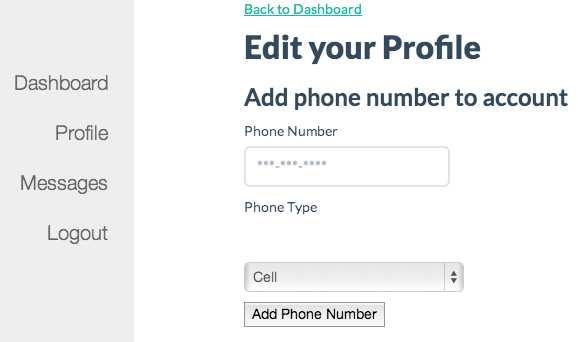 Back to Dashboard
Edit your Profile
Dashboard
Profile
Messages
Logout
Add phone number to account
Phone Number
***-***-****
Phone Type
Cell
Add Phone Number